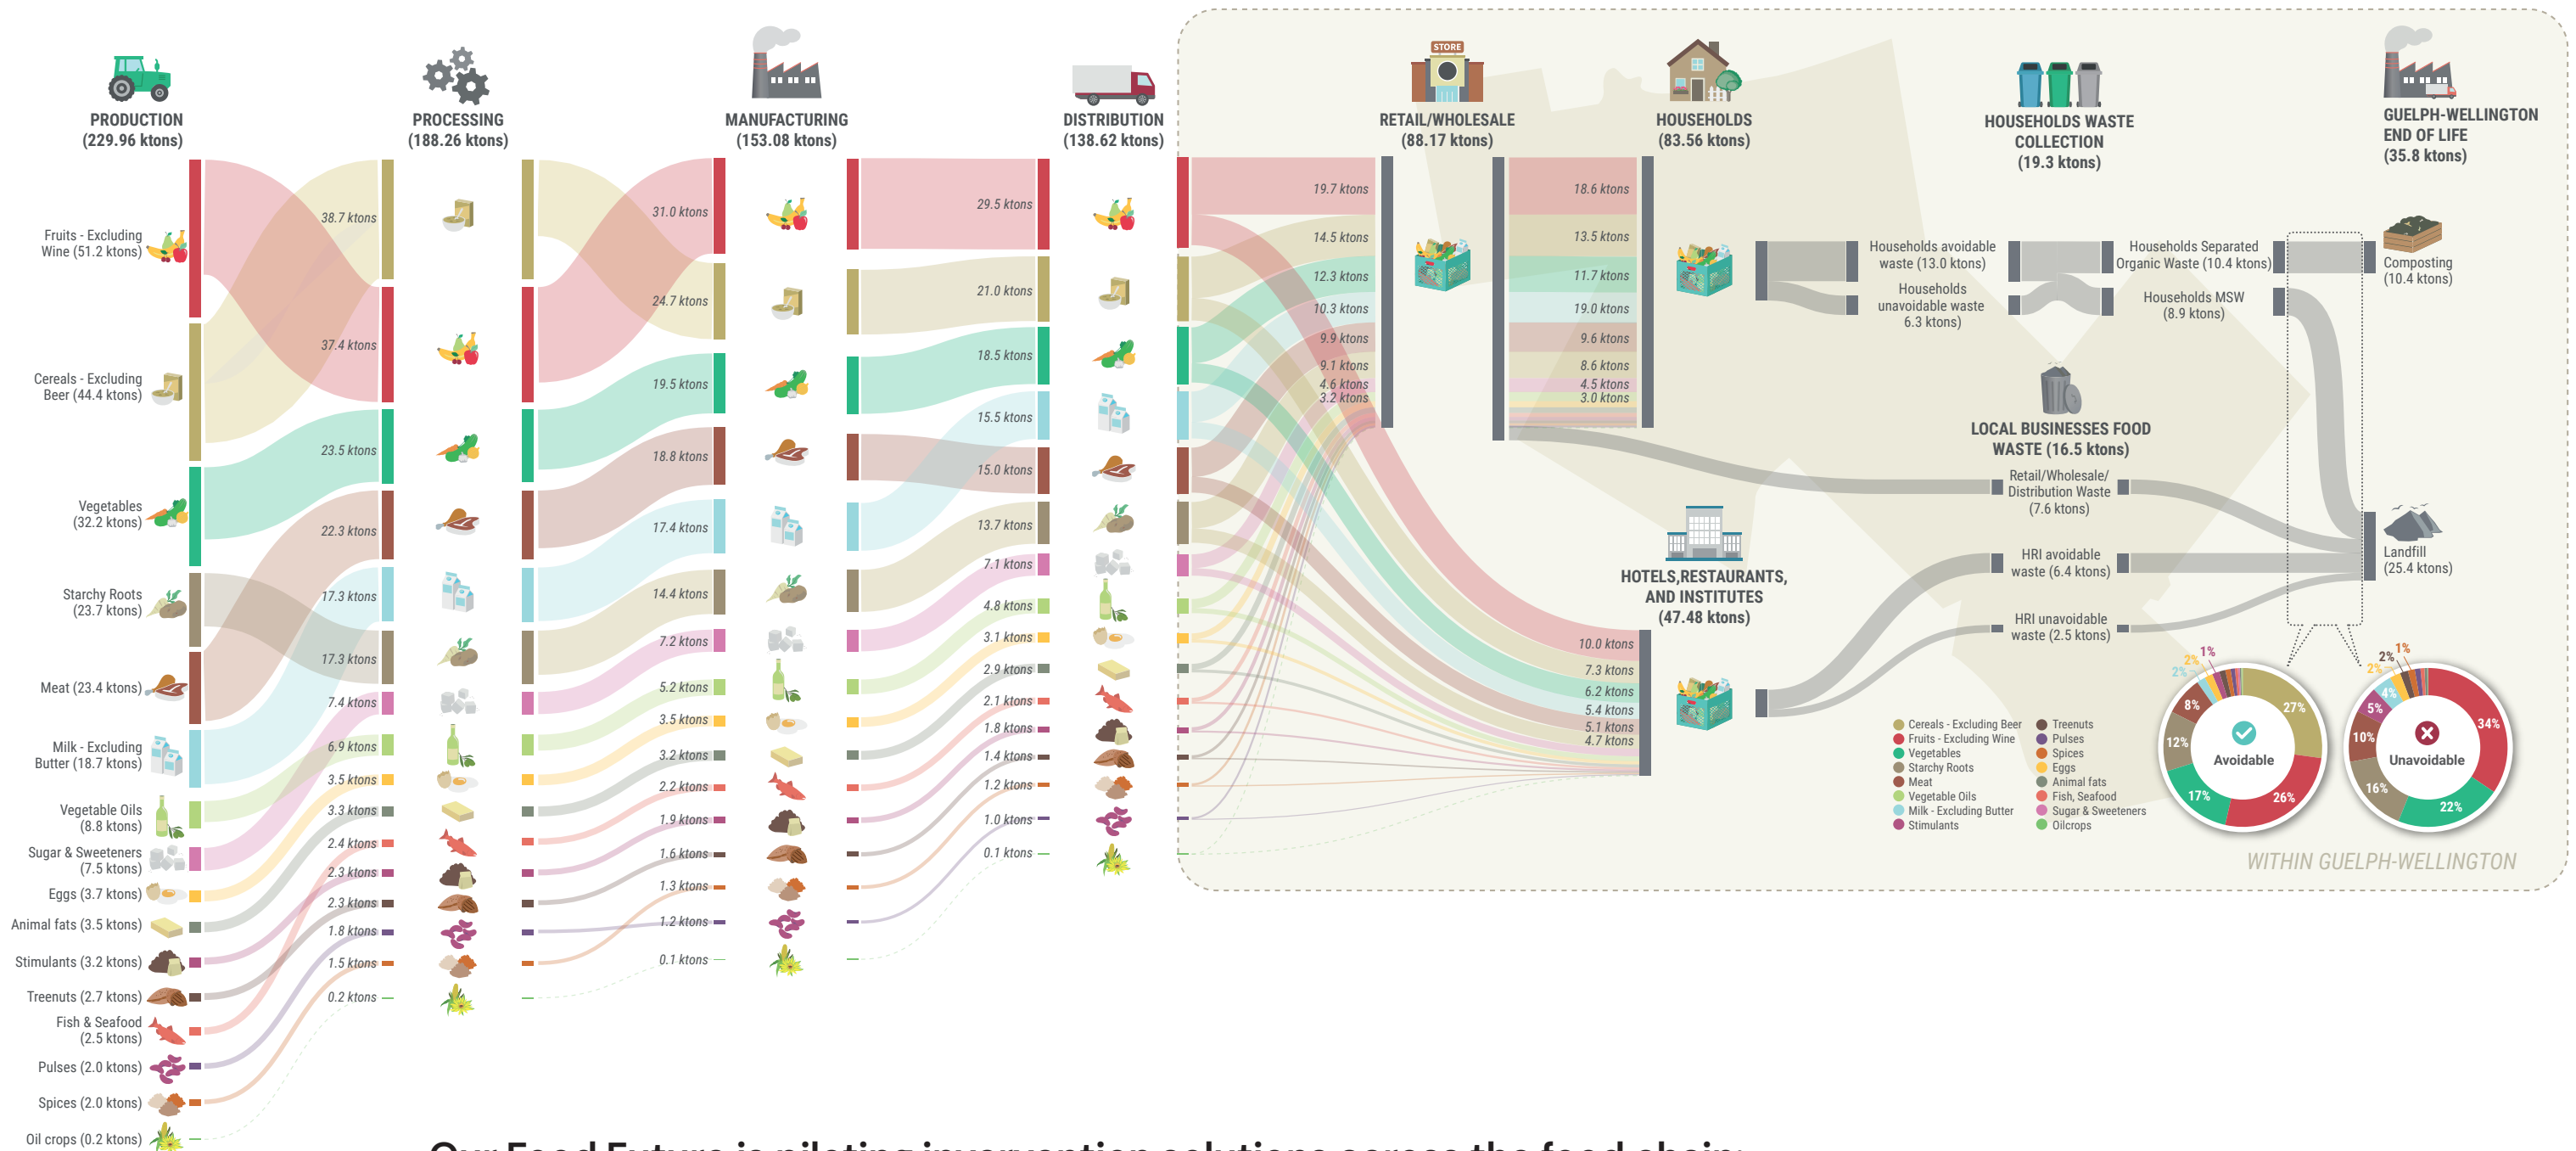 PRODUCTION
(229.96 ktons)
Fruits - Excluding
Wine (51.2 ktons)
Cereals - Excluding
Beer (44.4 ktons)
Vegetables
(32.2 ktons)
Starchy Roots
(23.7 ktons)
Meat (23.4 ktons)
Milk - Excluding
Butter (18.7 ktons)
Vegetable Oils
(8.8 ktons)
Sugar & Sweeteners
(7.5 ktons)
Eggs (3.7 ktons)
Animal fats (3.5 ktons)
Stimulants (3.2 ktons)
Treenuts (2.7 ktons)
Fish & Seafood
(2.5 ktons)
Pulses (2.0 ktons)
Spices (2.0 ktons)
Oil crops (0.2 ktons)
PROCESSING
(188.26 ktons)
38.7 ktons
37.4 ktons
23.5 ktons
22.3 ktons
17.3 ktons
17.3 ktons
7.4 ktons
6.9 ktons
3.5 ktons
3.3 ktons
2.4 ktons
2.3 ktons
2.3 ktons
1.8 ktons
1.5 ktons
0.2 ktons
MANUFACTURING
(153.08 ktons)
31.0 ktons
24.7 ktons
19.5 ktons
18.8 ktons
17.4 ktons
14.4 ktons
7.2 ktons
5.2 ktons
3.5 ktons
3.2 ktons
2.2 ktons
1.9 ktons
1.6 ktons
1.3 ktons
1.2 ktons
0.1 ktons
DISTRIBUTION
(138.62 ktons)
29.5 ktons
21.0 ktons
18.5 ktons
15.5 ktons
15.0 ktons
13.7 ktons
7.1 ktons
4.8 ktons
3.1 ktons
2.9 ktons
2.1 ktons
1.8 ktons
1.4 ktons
1.2 ktons
1.0 ktons
0.1 ktons
STORE
RETAIL/WHOLESALE
(88.17 ktons)
19.7 ktons
14.5 ktons
12.3 ktons
10.3 ktons
9.9 ktons
9.1 ktons
4.6 ktons
3.2 ktons
HOUSEHOLDS
(83.56 ktons)
18.6 ktons
13.5 ktons
11.7 ktons
19.0 ktons
9.6 ktons
8.6 ktons
4.5 ktons
3.0 ktons
HOTELS,RESTAURANTS,
AND INSTITUTES
(47.48 ktons)
10.0 ktons
7.3 ktons
6.2 ktons
5.4 ktons
5.1 ktons
4.7 ktons
HOUSEHOLDS WASTE
COLLECTION
(19.3 ktons)
Households avoidable
waste (13.0 ktons)
Households
unavoidable waste
6.3 ktons)
Households Separated
Organic Waste (10.4 ktons)
Households MSW
(8.9 ktons)
LOCAL BUSINESSES FOOD
WASTE (16.5 ktons)
Retail/Wholesale/
Distribution Waste
(7.6 ktons)
HRI avoidable
waste (6.4 ktons)
HRI unavoidable
waste (2.5 ktons)
GUELPH-WELLINGTON
END OF LIFE
(35.8 ktons)
Composting
(10.4 ktons)
Landfill
(25.4 ktons)
Cereals - Excluding Beer
Fruits - Excluding Wine
Vegetables
Starchy Roots
Meat
Vegetable Oils
Milk - Excluding Butter
Stimulants
Treenuts
Pulses
Spices
Eggs
Animal fats
Fish, Seafood
Sugar & Sweeteners
Oilcrops
Avoidable
27%
26%
17%
12%
8%
2%
2%
1%
Unavoidable
34%
22%
16%
10%
5%
4%
2%
2%
1%
WITHIN GUELPH-WELLINGTON
Our Food Future is piloting invervention solutions across the food chain: